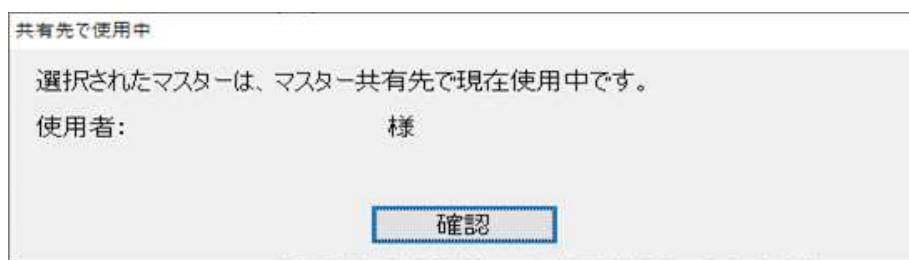 共有先で使用中
選択されたマスターは、マスター共有先で現在使用中です。
使用者: 様
確認